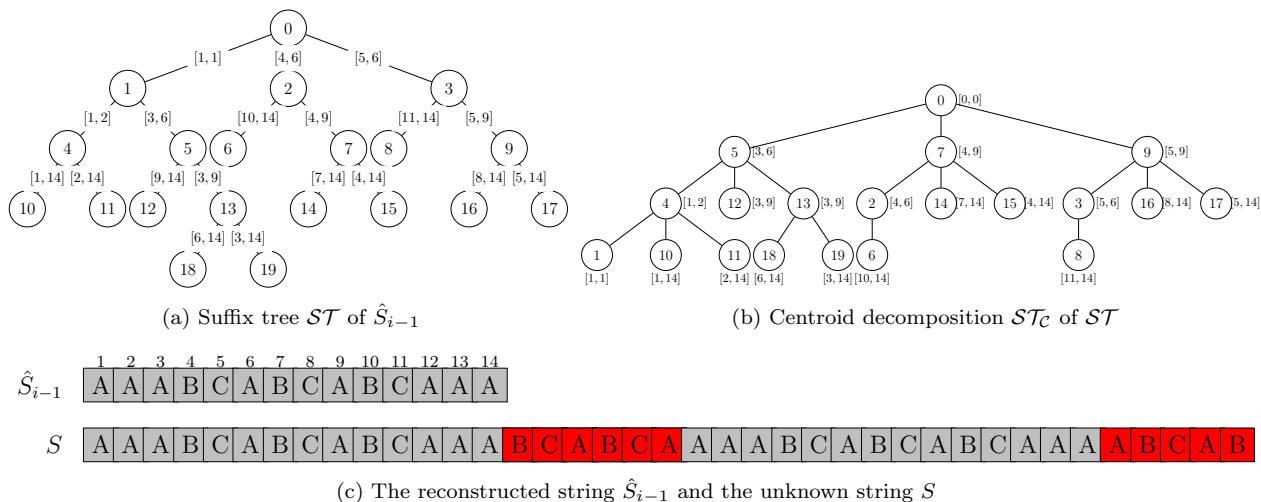 0
[1, 1] [4, 6] [5, 6]
1 2 3
[1, 2] [3, 6] [10, 14] [4, 9] [11, 14] [5, 9]
4 5 6 7 8 9
[1, 14] [2, 14] [9, 14] [3, 9] [7, 14] [4, 14] [8, 14] [5, 14]
10 11 12 13 14 15 16 17
[6, 14] [3, 14]
18 19
(a) Suffix tree 𝒮𝒯 of Ŝ_{i−1}
0 [0, 0]
5 [3, 6] 7 [4, 9] 9 [5, 9]
4 [1, 2] 12 [3, 9] 13 [3, 9] 2 [4, 6] 14 [7, 14] 15 [4, 14] 3 [5, 6] 16 [8, 14] 17 [5, 14]
1 10 11 18 19 6 8
[1, 1] [1, 14] [2, 14] [6, 14] [3, 14] [10, 14] [11, 14]
(b) Centroid decomposition 𝒮𝒯_𝒞 of 𝒮𝒯
1 2 3 4 5 6 7 8 9 10 11 12 13 14
Ŝ_{i−1} A A A B C A B C A B C A A A
S A A A B C A B C A B C A A A B C A B C A A A A B C A B C A B C A A A A B C A B
(c) The reconstructed string Ŝ_{i−1} and the unknown string S